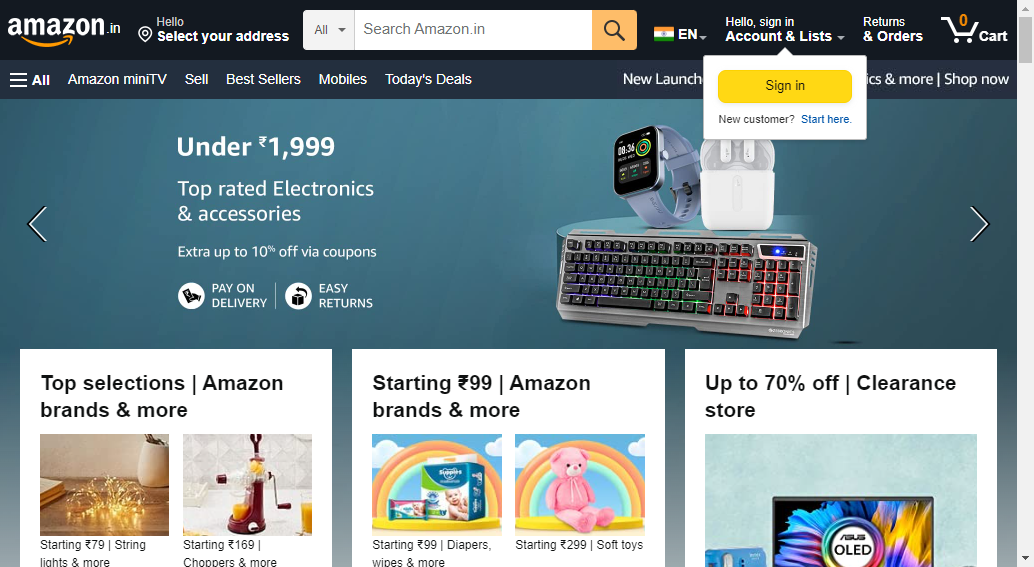 amazon.in
Hello
Select your address
All
Search Amazon.in
EN
Hello, sign in
Account & Lists
Returns
& Orders
0
Cart
All
Amazon miniTV
Sell
Best Sellers
Mobiles
Today's Deals
New Launch
ics & more | Shop now
Sign in
New customer? Start here.
Under ₹1,999
Top rated Electronics
& accessories
Extra up to 10% off via coupons
PAY ON
DELIVERY
EASY
RETURNS
08:36
Top selections | Amazon
brands & more
Starting ₹99 | Amazon
brands & more
Up to 70% off | Clearance
store
Starting ₹79 | String
lights & more
Starting ₹169 |
Choppers & more
Starting ₹99 | Diapers,
wipes & more
Starting ₹299 | Soft toys
ASUS
OLED